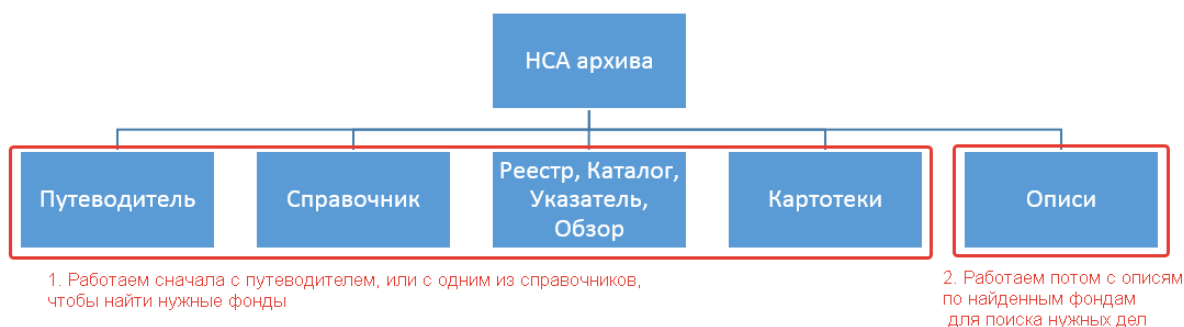 НСА архива
Путеводитель
Справочник
Реестр, Каталог,
Указатель,
Обзор
Картотеки
Описи
1. Работаем сначала с путеводителем, или с одним из справочников,
чтобы найти нужные фонды
2. Работаем потом с описям
по найденным фондам
для поиска нужных дел